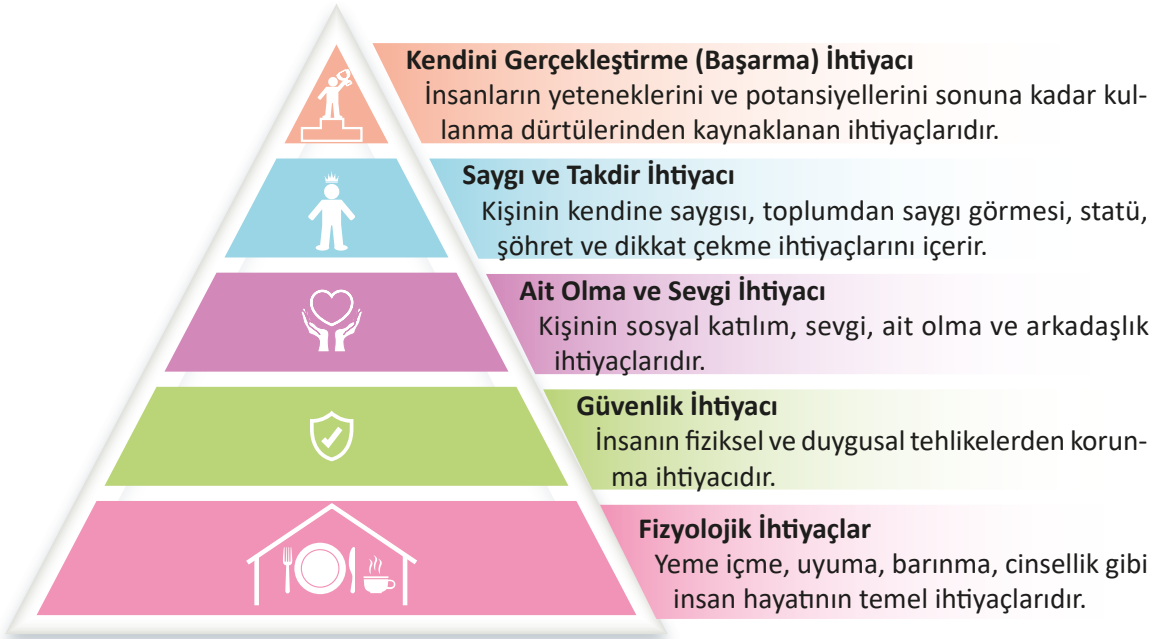 Kendini Gerçekleştirme (Başarma) İhtiyacı
İnsanların yeteneklerini ve potansiyellerini sonuna kadar kul-
lanma dürtülerinden kaynaklanan ihtiyaçlarıdır.
Saygı ve Takdir İhtiyacı
Kişinin kendine saygısı, toplumdan saygı görmesi, statü,
şöhret ve dikkat çekme ihtiyaçlarını içerir.
Ait Olma ve Sevgi İhtiyacı
Kişinin sosyal katılım, sevgi, ait olma ve arkadaşlık
ihtiyaçlarıdır.
Güvenlik İhtiyacı
İnsanın fiziksel ve duygusal tehlikelerden korun-
ma ihtiyacıdır.
Fizyolojik İhtiyaçlar
Yeme içme, uyuma, barınma, cinsellik gibi
insan hayatının temel ihtiyaçlarıdır.